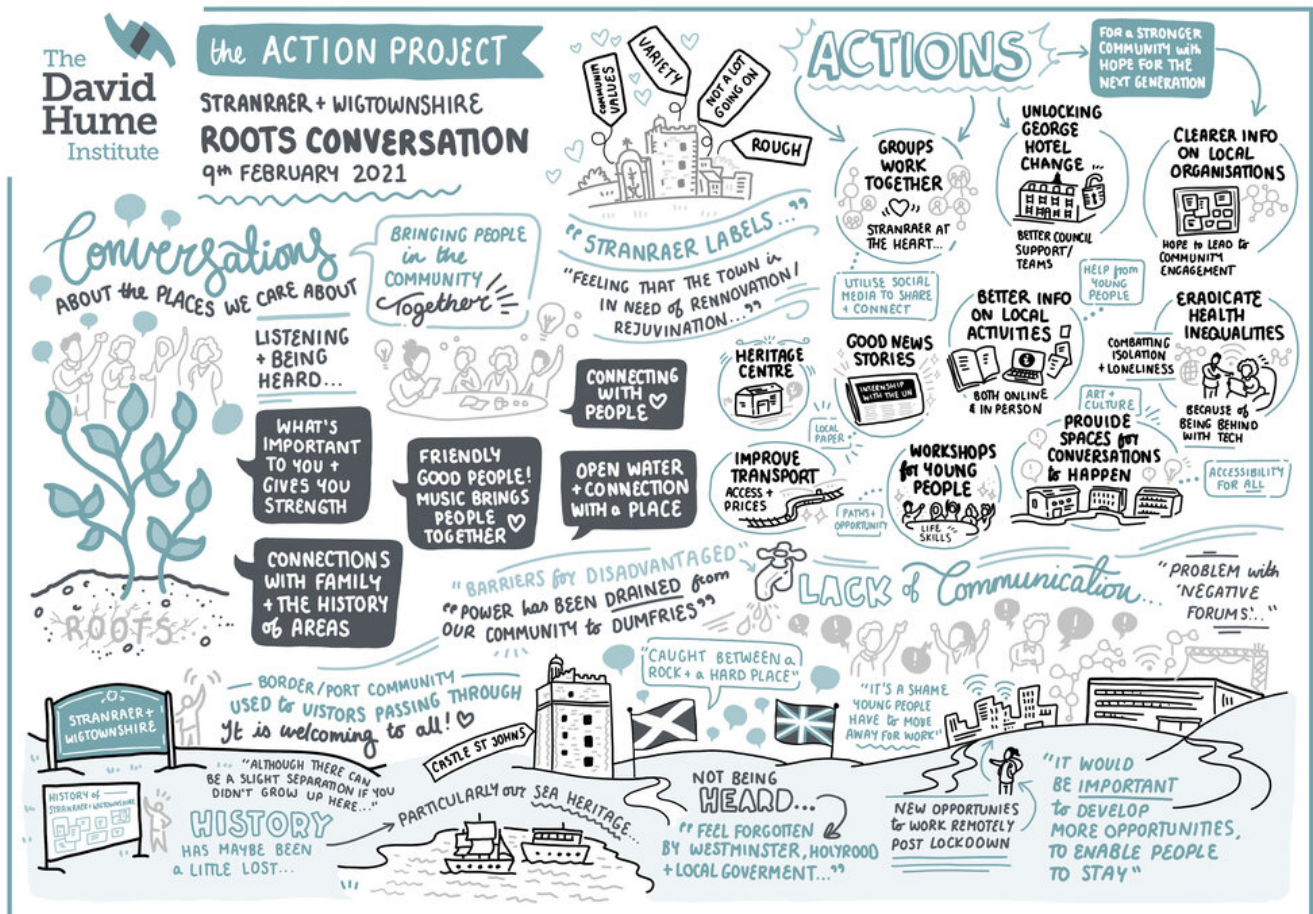 The
David
Hume
Institute
the ACTION PROJECT
STRANRAER + WIGTOWNSHIRE
ROOTS CONVERSATION
9th FEBRUARY 2021
Conversations
ABOUT the PLACES WE CARE ABOUT
BRINGING PEOPLE
in the
COMMUNITY
Together
LISTENING
+ BEING
HEARD...
WHAT'S
IMPORTANT
TO YOU +
GIVES YOU
STRENGTH
FRIENDLY
GOOD PEOPLE!
MUSIC BRINGS
PEOPLE
TOGETHER
CONNECTING
WITH
PEOPLE
OPEN WATER
+ CONNECTION
WITH a PLACE
CONNECTIONS
WITH FAMILY
+ THE HISTORY
of AREAS
ROOTS
COMMUNITY
VALUES
VARIETY
NOT A LOT
GOING ON
ROUGH
"STRANRAER LABELS..."
"FEELING THAT THE TOWN is
IN NEED of RENNOVATION/
REJUVINATION..."
ACTIONS
FOR a STRONGER
COMMUNITY with
HOPE FOR THE
NEXT GENERATION
GROUPS
WORK
TOGETHER
STRANRAER AT
THE HEART...
UNLOCKING
GEORGE
HOTEL
CHANGE...
BETTER COUNCIL
SUPPORT/
TEAMS
CLEARER INFO
ON LOCAL
ORGANISATIONS
HOPE to LEAD to
COMMUNITY
ENGAGEMENT
UTILISE SOCIAL
MEDIA TO SHARE
+ CONNECT
HELP from
YOUNG
PEOPLE
HERITAGE
CENTRE
GOOD NEWS
STORIES
INTERNSHIP
WITH THE UN
LOCAL
PAPER
BETTER INFO
ON LOCAL
ACTIVITIES
BOTH ONLINE
& IN PERSON
COMBATTING
ISOLATION
+ LONELINESS
ERADICATE
HEALTH
INEQUALITIES
BECAUSE of
BEING BEHIND
WITH TECH
ART +
CULTURE
IMPROVE
TRANSPORT
ACCESS +
PRICES
PATHS +
OPPORTUNITY
WORKSHOPS
for YOUNG
PEOPLE
LIFE
SKILLS
PROVIDE
SPACES for
CONVERSATIONS
to HAPPEN
ACCESSIBILITY
FOR ALL
"BARRIERS for DISADVANTAGED"
"POWER has BEEN DRAINED from
OUR COMMUNITY to DUMFRIES"
LACK of Communication...
"PROBLEM with
'NEGATIVE
FORUMS'..."
STRANRAER +
WIGTOWNSHIRE
BORDER/PORT COMMUNITY
USED to VISTORS PASSING THROUGH
It is welcoming to all!
"ALTHOUGH THERE CAN
BE A SLIGHT SEPARATION IF YOU
DIDN'T GROW UP HERE..."
HISTORY of
STRANRAER + WIGTOWNSHIRE
HISTORY
HAS MAYBE BEEN
a LITTLE LOST...
PARTICULARLY our SEA HERITAGE...
CASTLE ST JOHNS
"CAUGHT BETWEEN a
ROCK + a HARD PLACE"
NOT BEING
HEARD...
"FEEL FORGOTTEN
BY WESTMINSTER, HOLYROOD
+ LOCAL GOVERMENT..."
"IT'S A SHAME
YOUNG PEOPLE
HAVE to MOVE
AWAY FOR WORK"
NEW OPPORTUNIES
to WORK REMOTELY
POST LOCKDOWN
"IT WOULD
BE IMPORTANT
to DEVELOP
MORE OPPORTUNITIES,
TO ENABLE PEOPLE
TO STAY"